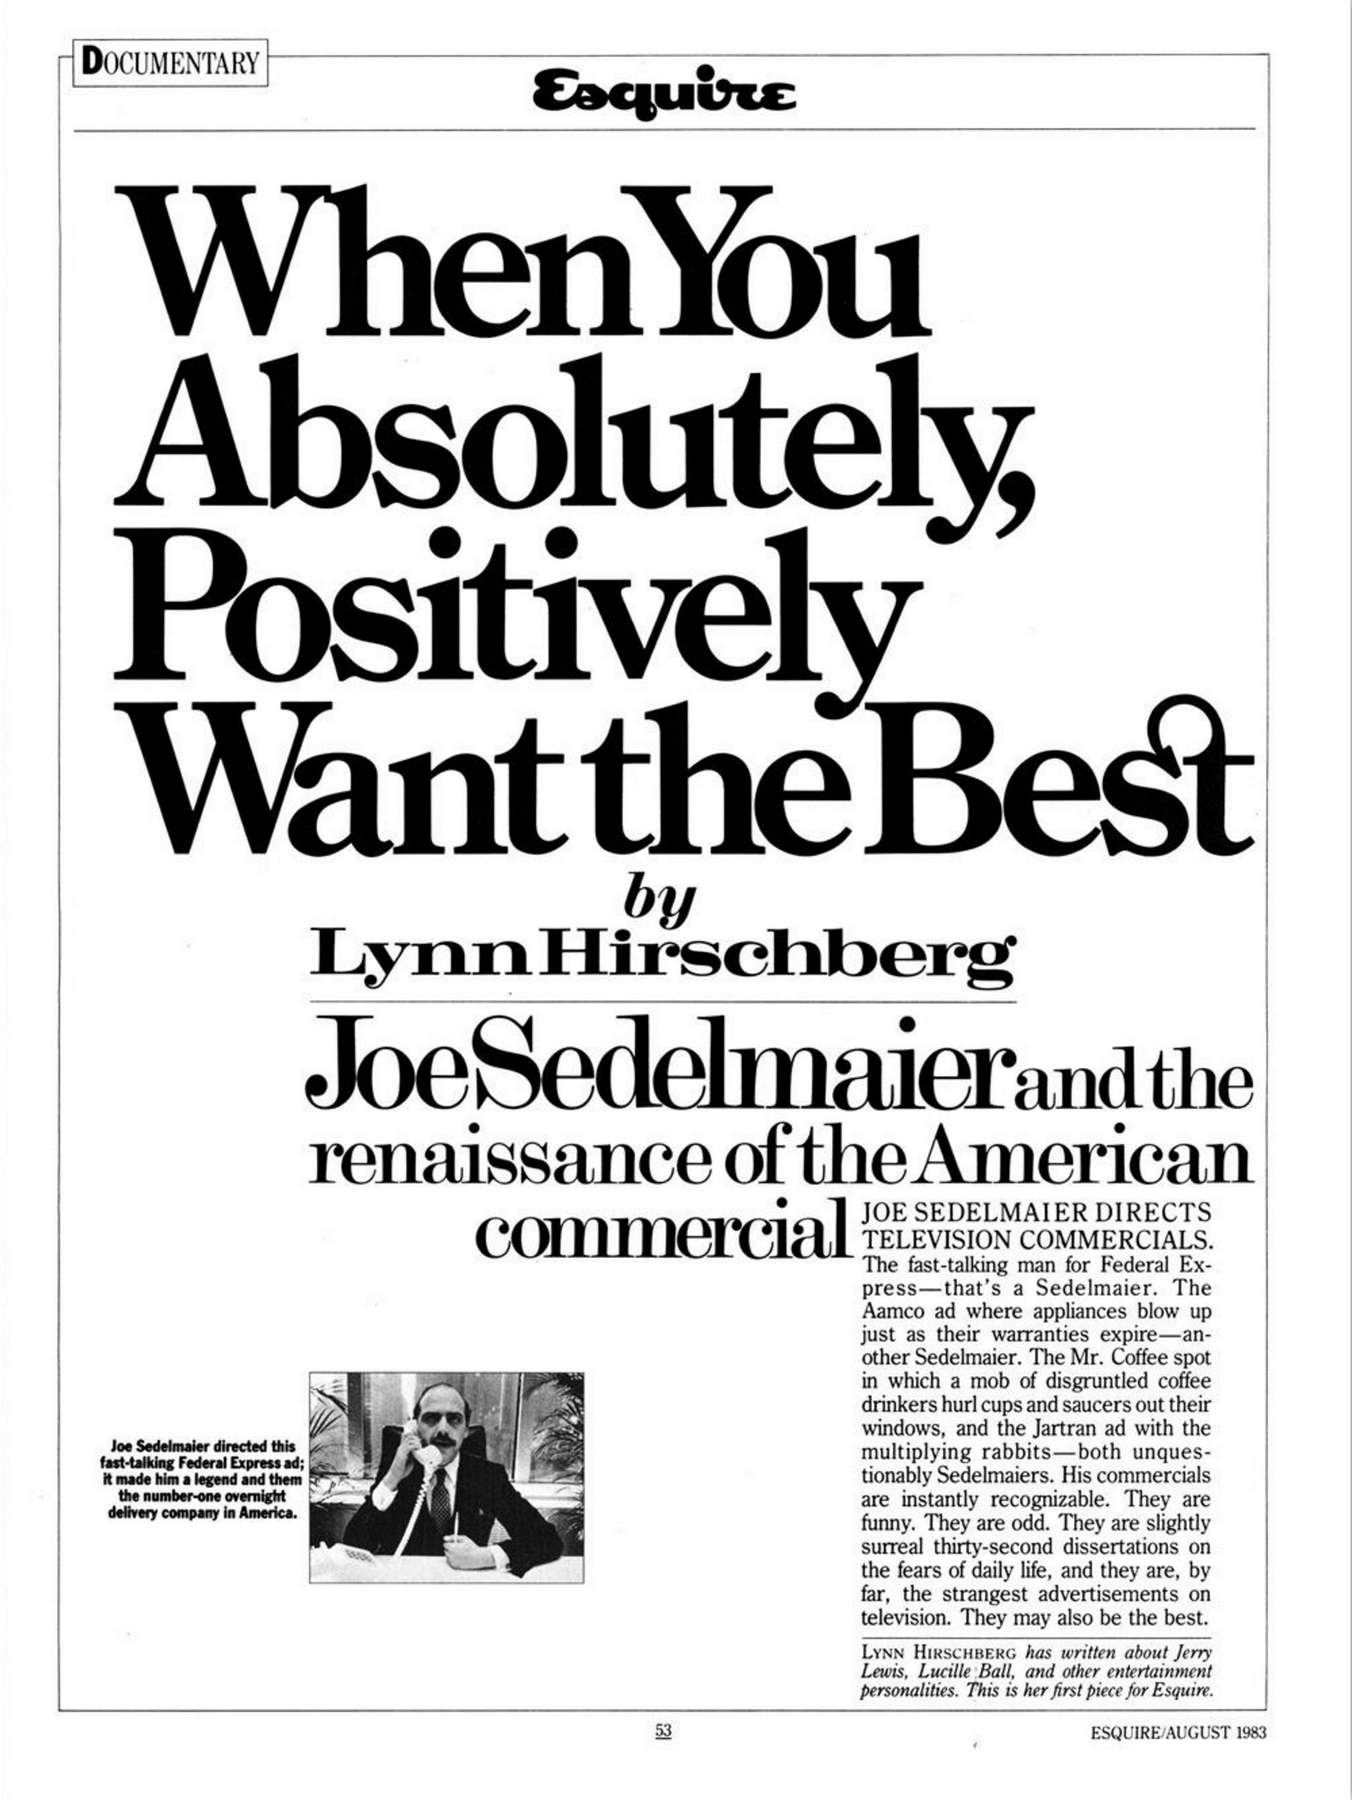 DOCUMENTARY
Esquire
When You
Absolutely,
Positively
Want the Best
by
Lynn Hirschberg
Joe Sedelmaier and the
renaissance of the American
commercial
JOE SEDELMAIER DIRECTS
TELEVISION COMMERCIALS.
The fast-talking man for Federal Ex-
press—that's a Sedelmaier. The
Aamco ad where appliances blow up
just as their warranties expire—an-
other Sedelmaier. The Mr. Coffee spot
in which a mob of disgruntled coffee
drinkers hurl cups and saucers out their
windows, and the Jartran ad with the
multiplying rabbits—both unques-
tionably Sedelmaiers. His commercials
are instantly recognizable. They are
funny. They are odd. They are slightly
surreal thirty-second dissertations on
the fears of daily life, and they are, by
far, the strangest advertisements on
television. They may also be the best.
Joe Sedelmaier directed this
fast-talking Federal Express ad;
it made him a legend and them
the number-one overnight
delivery company in America.
LYNN HIRSCHBERG has written about Jerry
Lewis, Lucille Ball, and other entertainment
personalities. This is her first piece for Esquire.
53
ESQUIRE/AUGUST 1983